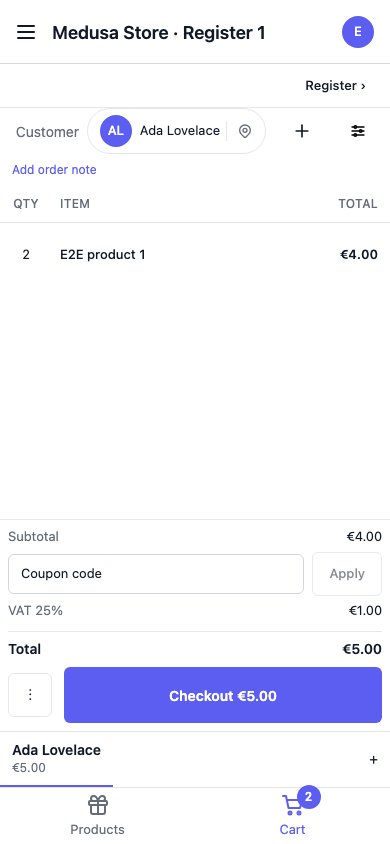 Medusa Store · Register 1
E
Register ›
Customer
AL
Ada Lovelace
+
Add order note
QTY ITEM TOTAL
2 E2E product 1 €4.00
Subtotal €4.00
Coupon code
Apply
VAT 25% €1.00
Total €5.00
Checkout €5.00
Ada Lovelace
€5.00
+
2
Products
Cart